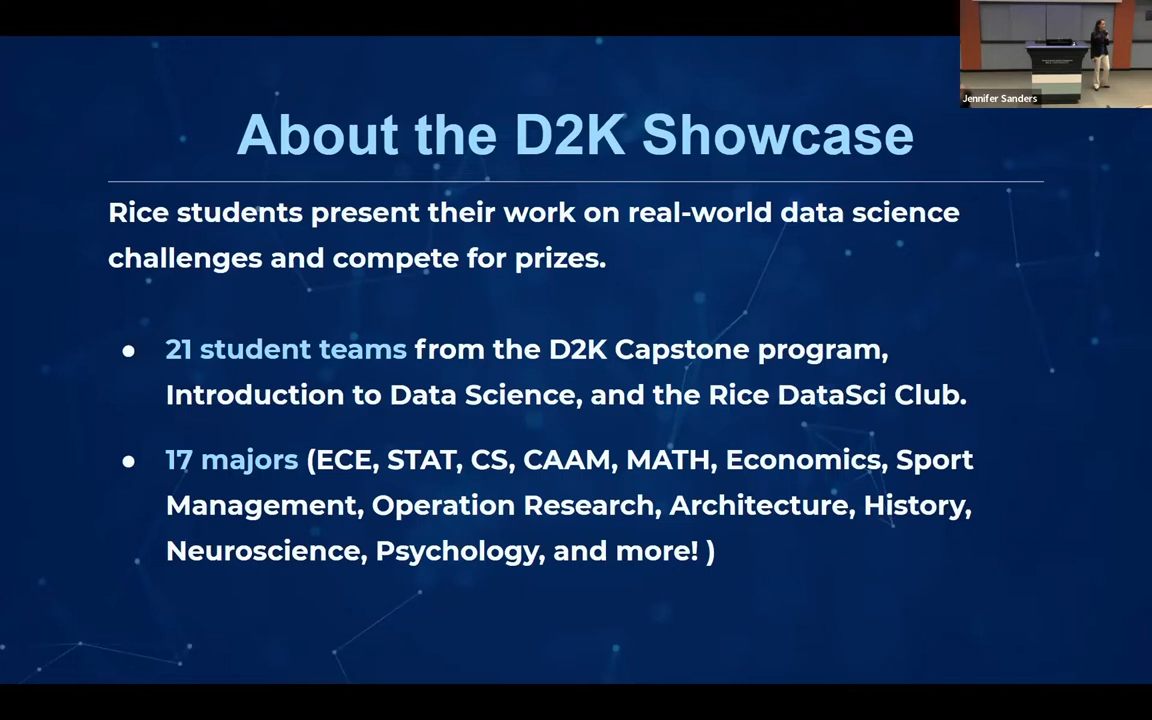 Jennifer Sanders
About the D2K Showcase
Rice students present their work on real-world data science
challenges and compete for prizes.
● 21 student teams from the D2K Capstone program,
Introduction to Data Science, and the Rice DataSci Club.
● 17 majors (ECE, STAT, CS, CAAM, MATH, Economics, Sport
Management, Operation Research, Architecture, History,
Neuroscience, Psychology, and more! )